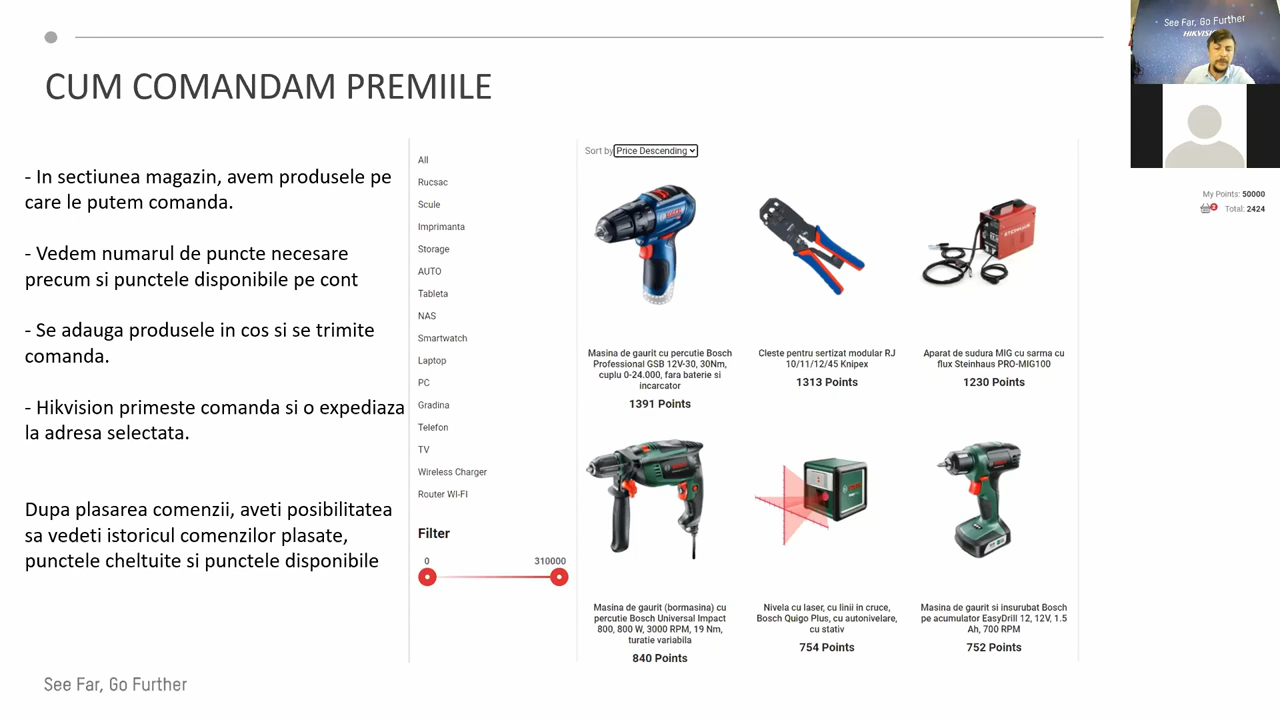 CUM COMANDAM PREMIILE
- In sectiunea magazin, avem produsele pe
care le putem comanda.
- Vedem numarul de puncte necesare
precum si punctele disponibile pe cont
- Se adauga produsele in cos si se trimite
comanda.
- Hikvision primeste comanda si o expediaza
la adresa selectata.
Dupa plasarea comenzii, aveti posibilitatea
sa vedeti istoricul comenzilor plasate,
punctele cheltuite si punctele disponibile
See Far, Go Further
All
Rucsac
Scule
Imprimanta
Storage
AUTO
Tableta
NAS
Smartwatch
Laptop
PC
Gradina
Telefon
TV
Wireless Charger
Router WI-FI
Filter
0 310000
Sort by Price Descending
Masina de gaurit cu percutie Bosch
Professional GSB 12V-30, 30Nm,
cuplu 0-24.000, fara baterie si
incarcator
1391 Points
Cleste pentru sertizat modular RJ
10/11/12/45 Knipex
1313 Points
Aparat de sudura MIG cu sarma cu
flux Steinhaus PRO-MIG100
1230 Points
Masina de gaurit (bormasina) cu
percutie Bosch Universal Impact
800, 800 W, 3000 RPM, 19 Nm,
turatie variabila
840 Points
Nivela cu laser, cu linii in cruce,
Bosch Quigo Plus, cu autonivelare,
cu stativ
754 Points
Masina de gaurit si insurubat Bosch
pe acumulator EasyDrill 12, 12V, 1.5
Ah, 700 RPM
752 Points
See Far, Go Further
My Points: 50000
2 Total: 2424